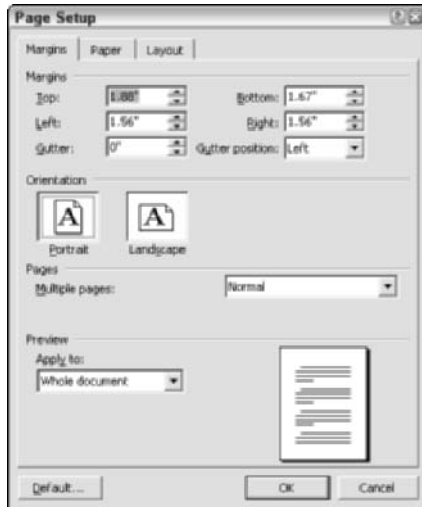 Page Setup
Margins Paper Layout
Margins
Top: 1.88" Bottom: 1.67"
Left: 1.56" Right: 1.56"
Gutter: 0" Gutter position: Left
Orientation
A A
Portrait Landscape
Pages
Multiple pages: Normal
Preview
Apply to:
Whole document
Default... OK Cancel